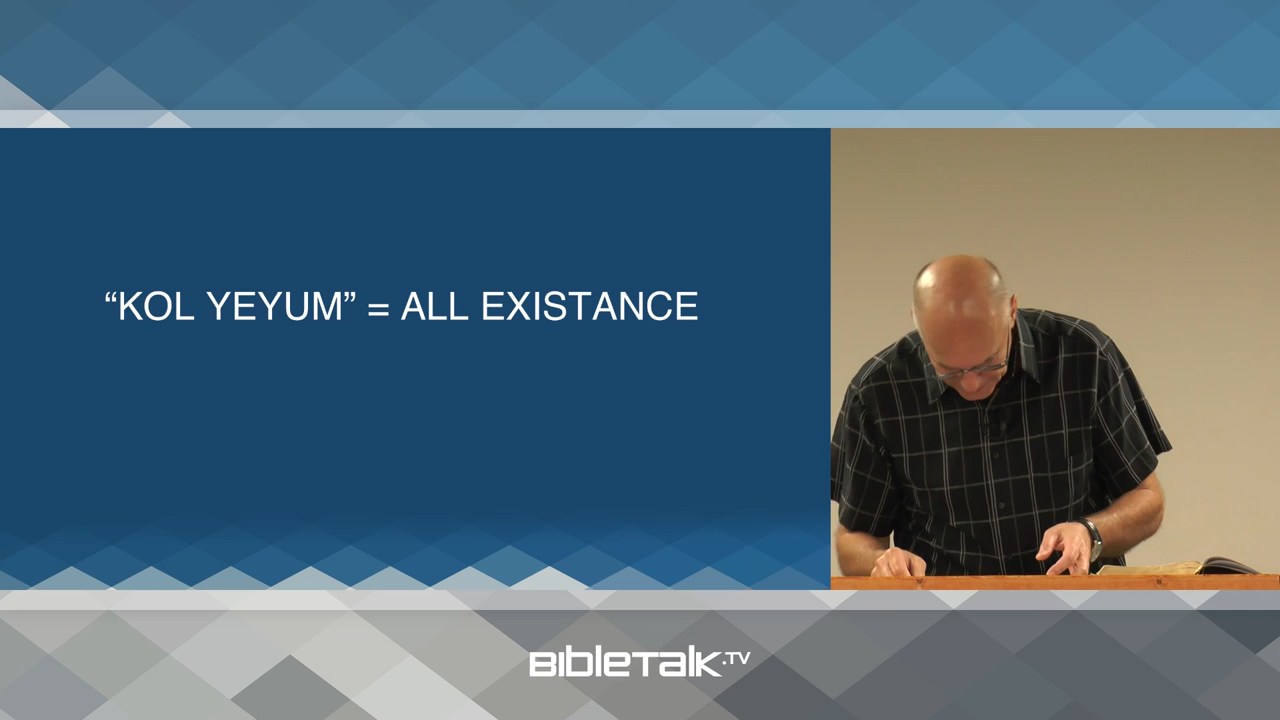 “KOL YEYUM” = ALL EXISTANCE
BIBLETALK.TV